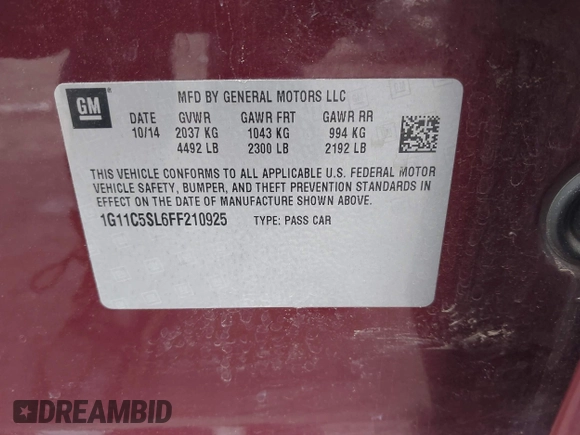 GM
MFD BY GENERAL MOTORS LLC
DATE GVWR GAWR FRT GAWR RR
10/14 2037 KG 1043 KG 994 KG
4492 LB 2300 LB 2192 LB
THIS VEHICLE CONFORMS TO ALL APPLICABLE U.S. FEDERAL MOTOR
VEHICLE SAFETY, BUMPER, AND THEFT PREVENTION STANDARDS IN
EFFECT ON THE DATE OF MANUFACTURE SHOWN ABOVE.
1G11C5SL6FF210925 TYPE: PASS CAR
DREAMBID